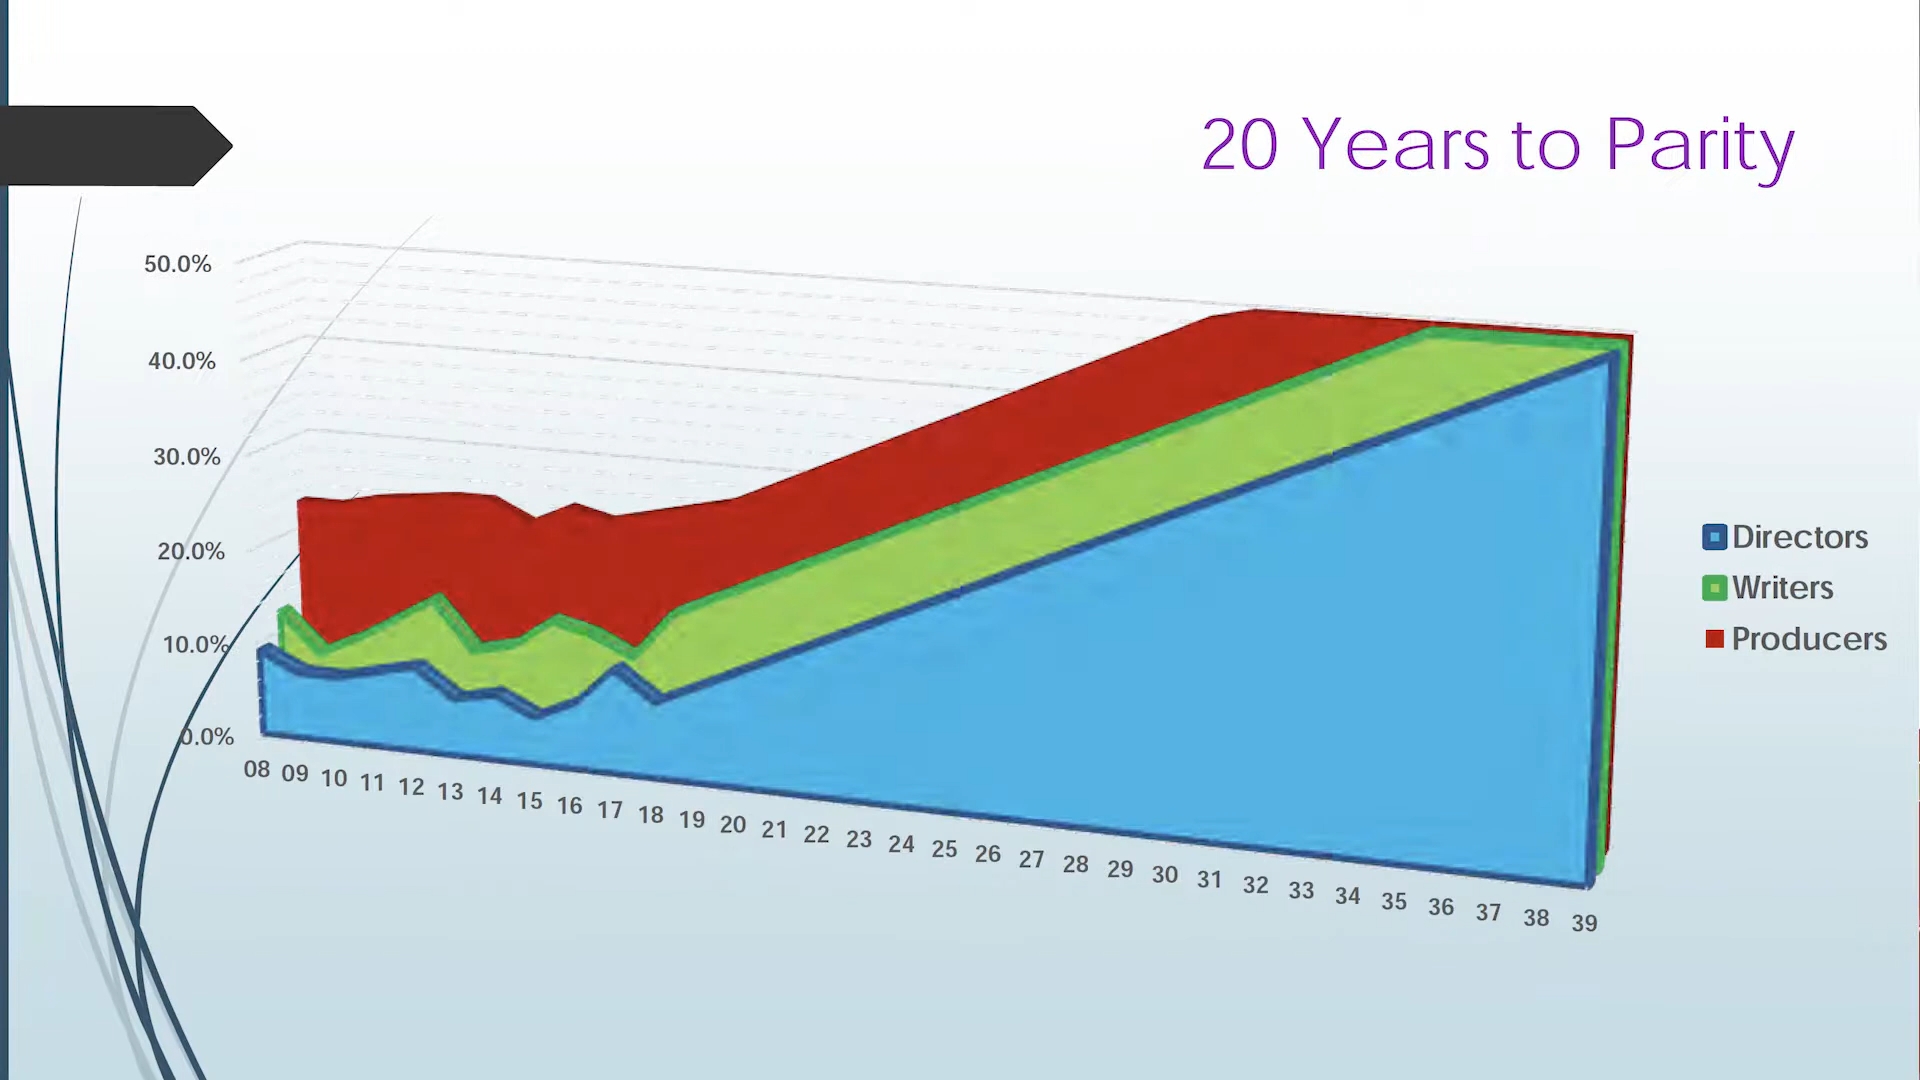 20 Years to Parity
50.0%
40.0%
30.0%
20.0%
10.0%
0.0%
08 09 10 11 12 13 14 15 16 17 18 19 20 21 22 23 24 25 26 27 28 29 30 31 32 33 34 35 36 37 38 39
Directors
Writers
Producers